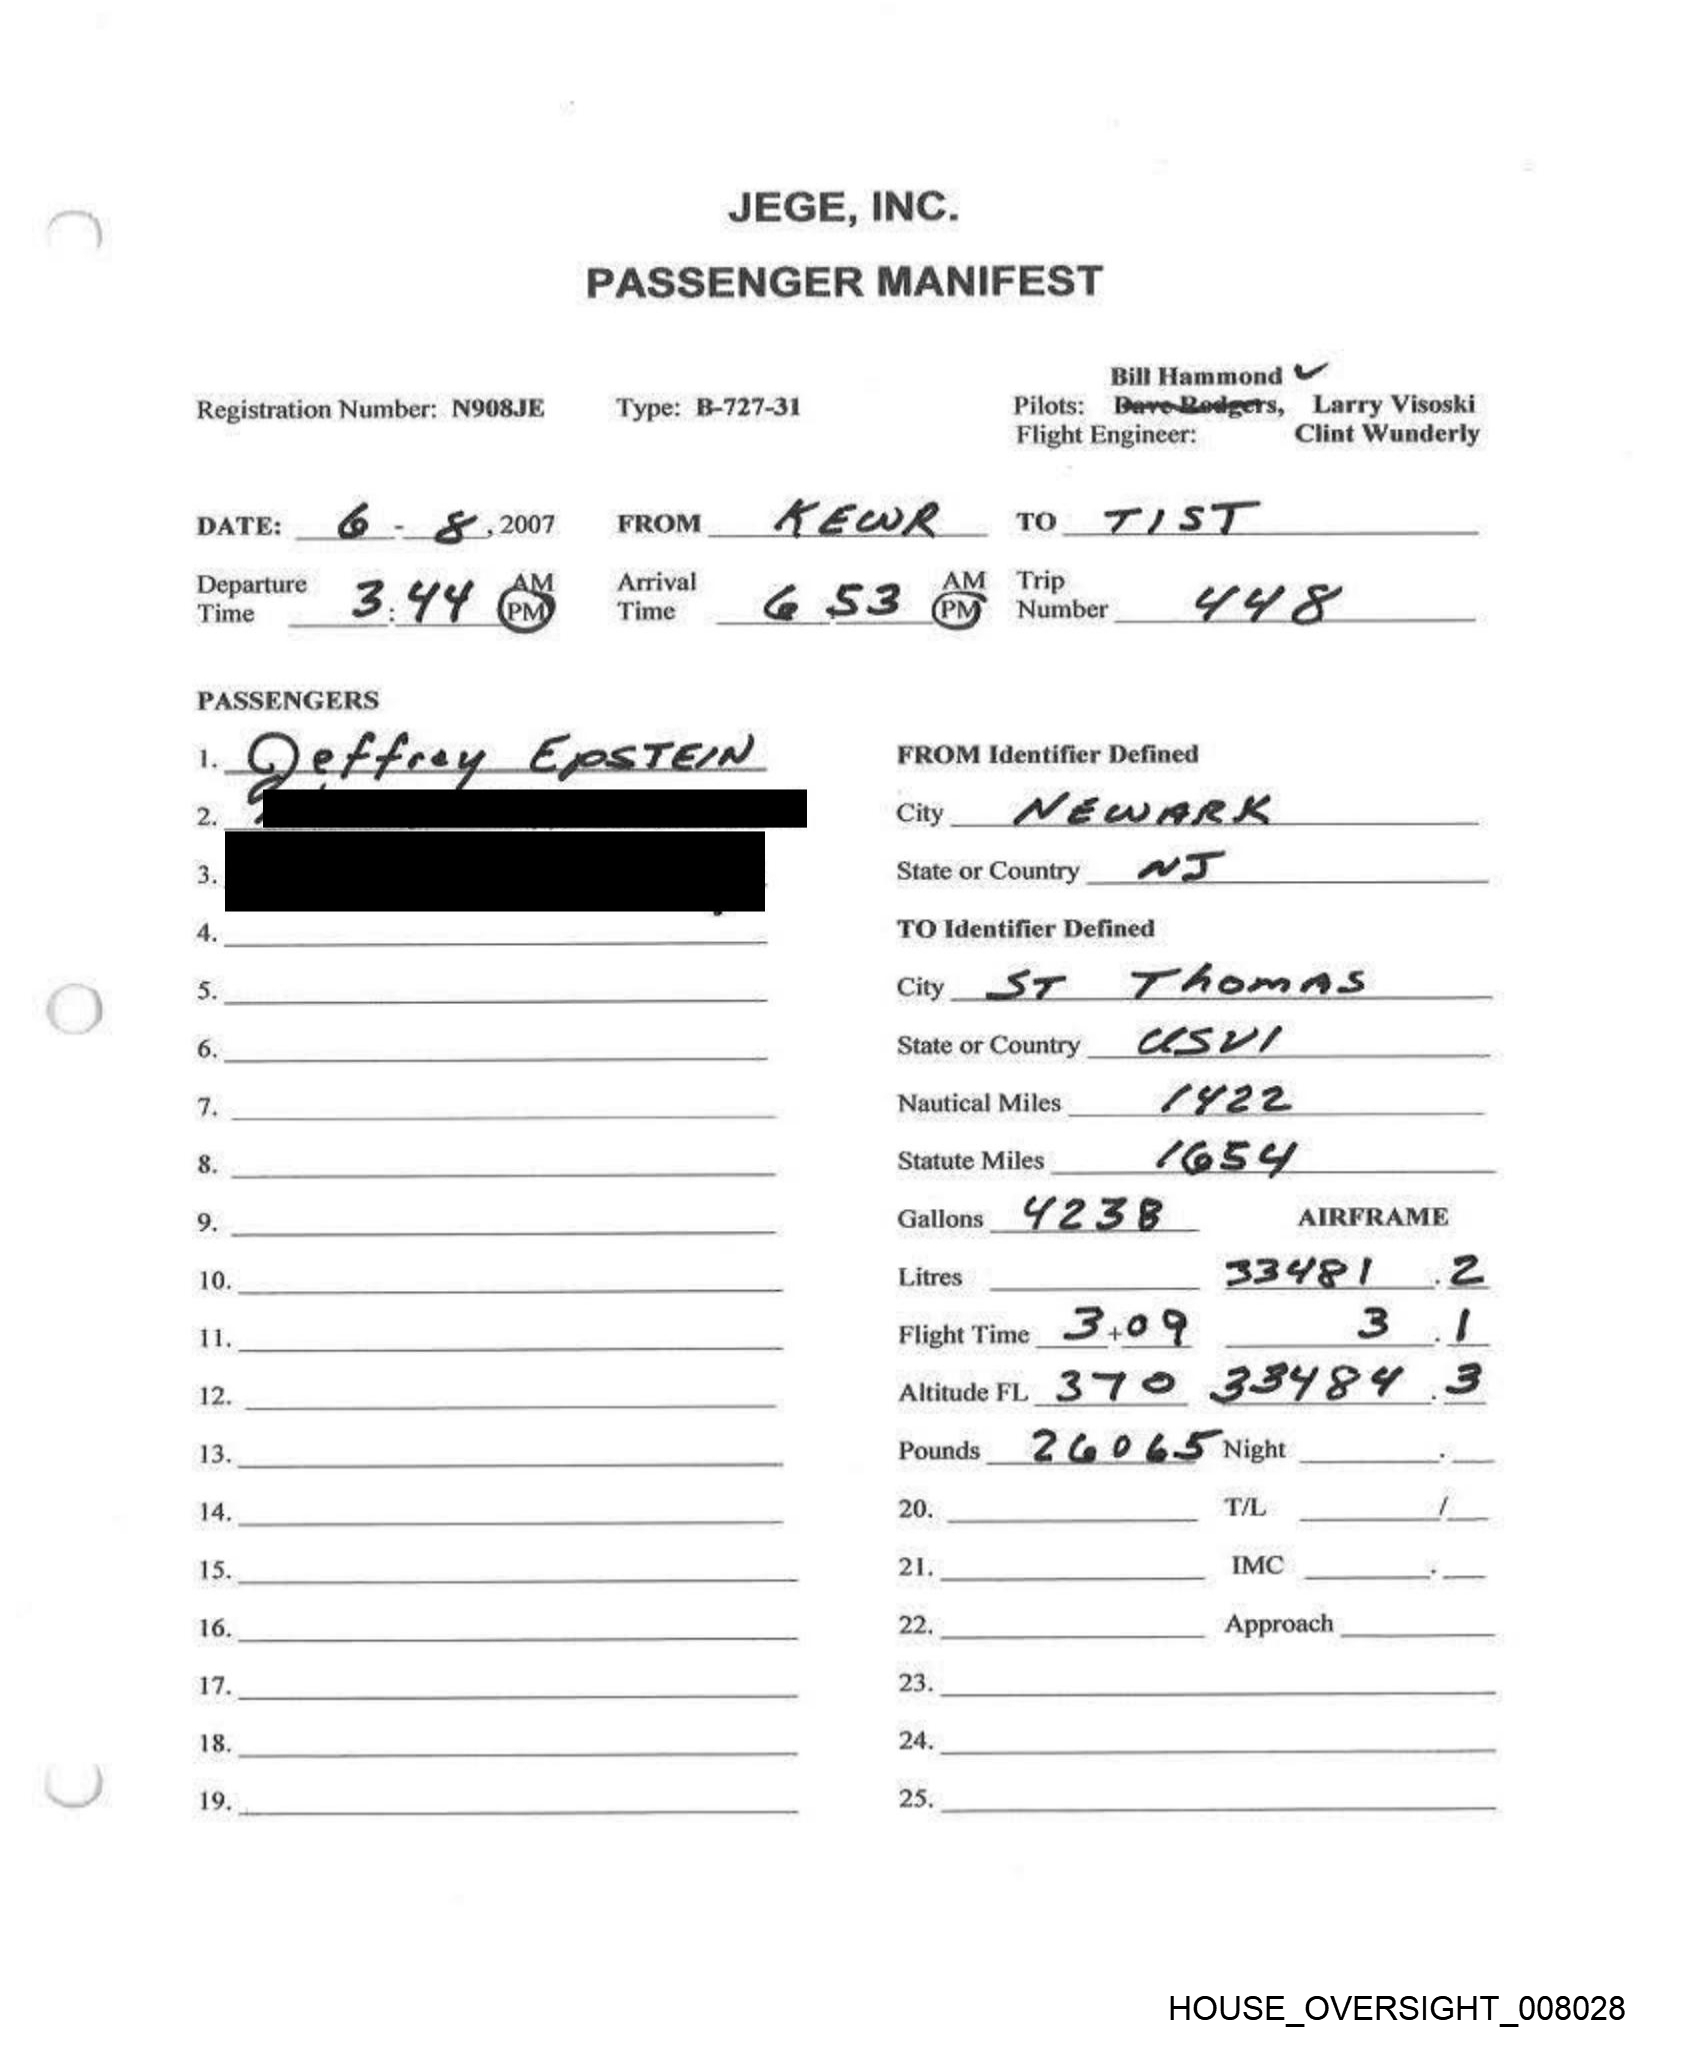 JEGE, INC.
PASSENGER MANIFEST
Bill Hammond
Registration Number: N908JE Type: B-727-31 Pilots: Dave Rodgers, Larry Visoski
Flight Engineer: Clint Wunderly
DATE: 6 - 8, 2007 FROM KEWR TO TIST
Departure Time 3:44 AM PM Arrival Time 6 53 AM PM Trip Number 448
PASSENGERS
1. Jeffrey EpSTEIN
2.
3.
4.
5.
6.
7.
8.
9.
10.
11.
12.
13.
14.
15.
16.
17.
18.
19.
FROM Identifier Defined
City NEWARK
State or Country NJ
TO Identifier Defined
City ST ThomAS
State or Country USVI
Nautical Miles 1422
Statute Miles 1654
Gallons 4238 AIRFRAME
Litres 33481 .2
Flight Time 3+09 3 .1
Altitude FL 370 33484 .3
Pounds 26065 Night .
20. T/L /
21. IMC .
22. Approach
23.
24.
25.
HOUSE_OVERSIGHT_008028